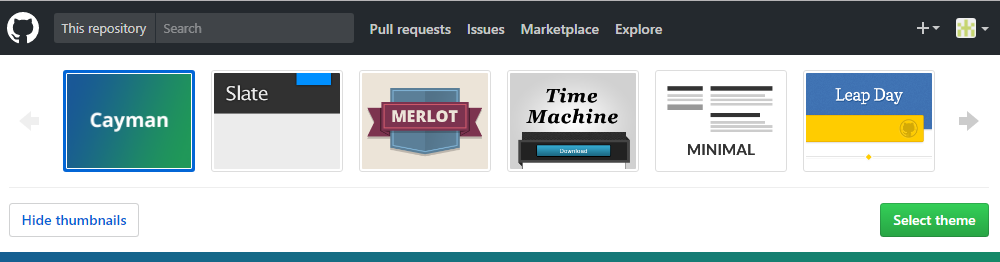 This repository Search Pull requests Issues Marketplace Explore
Cayman
Slate
MERLOT
Time
Machine
Download
MINIMAL
Leap Day
Hide thumbnails
Select theme